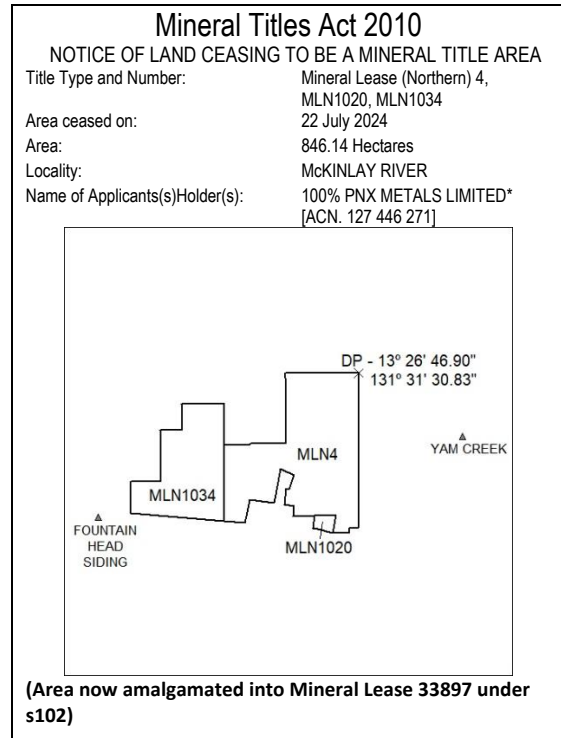 Mineral Titles Act 2010
NOTICE OF LAND CEASING TO BE A MINERAL TITLE AREA
Title Type and Number: Mineral Lease (Northern) 4,
MLN1020, MLN1034
Area ceased on: 22 July 2024
Area: 846.14 Hectares
Locality: McKINLAY RIVER
Name of Applicants(s)Holder(s): 100% PNX METALS LIMITED*
[ACN. 127 446 271]
DP - 13º 26' 46.90"
131º 31' 30.83"
YAM CREEK
MLN4
MLN1034
FOUNTAIN
HEAD
SIDING
MLN1020
(Area now amalgamated into Mineral Lease 33897 under
s102)